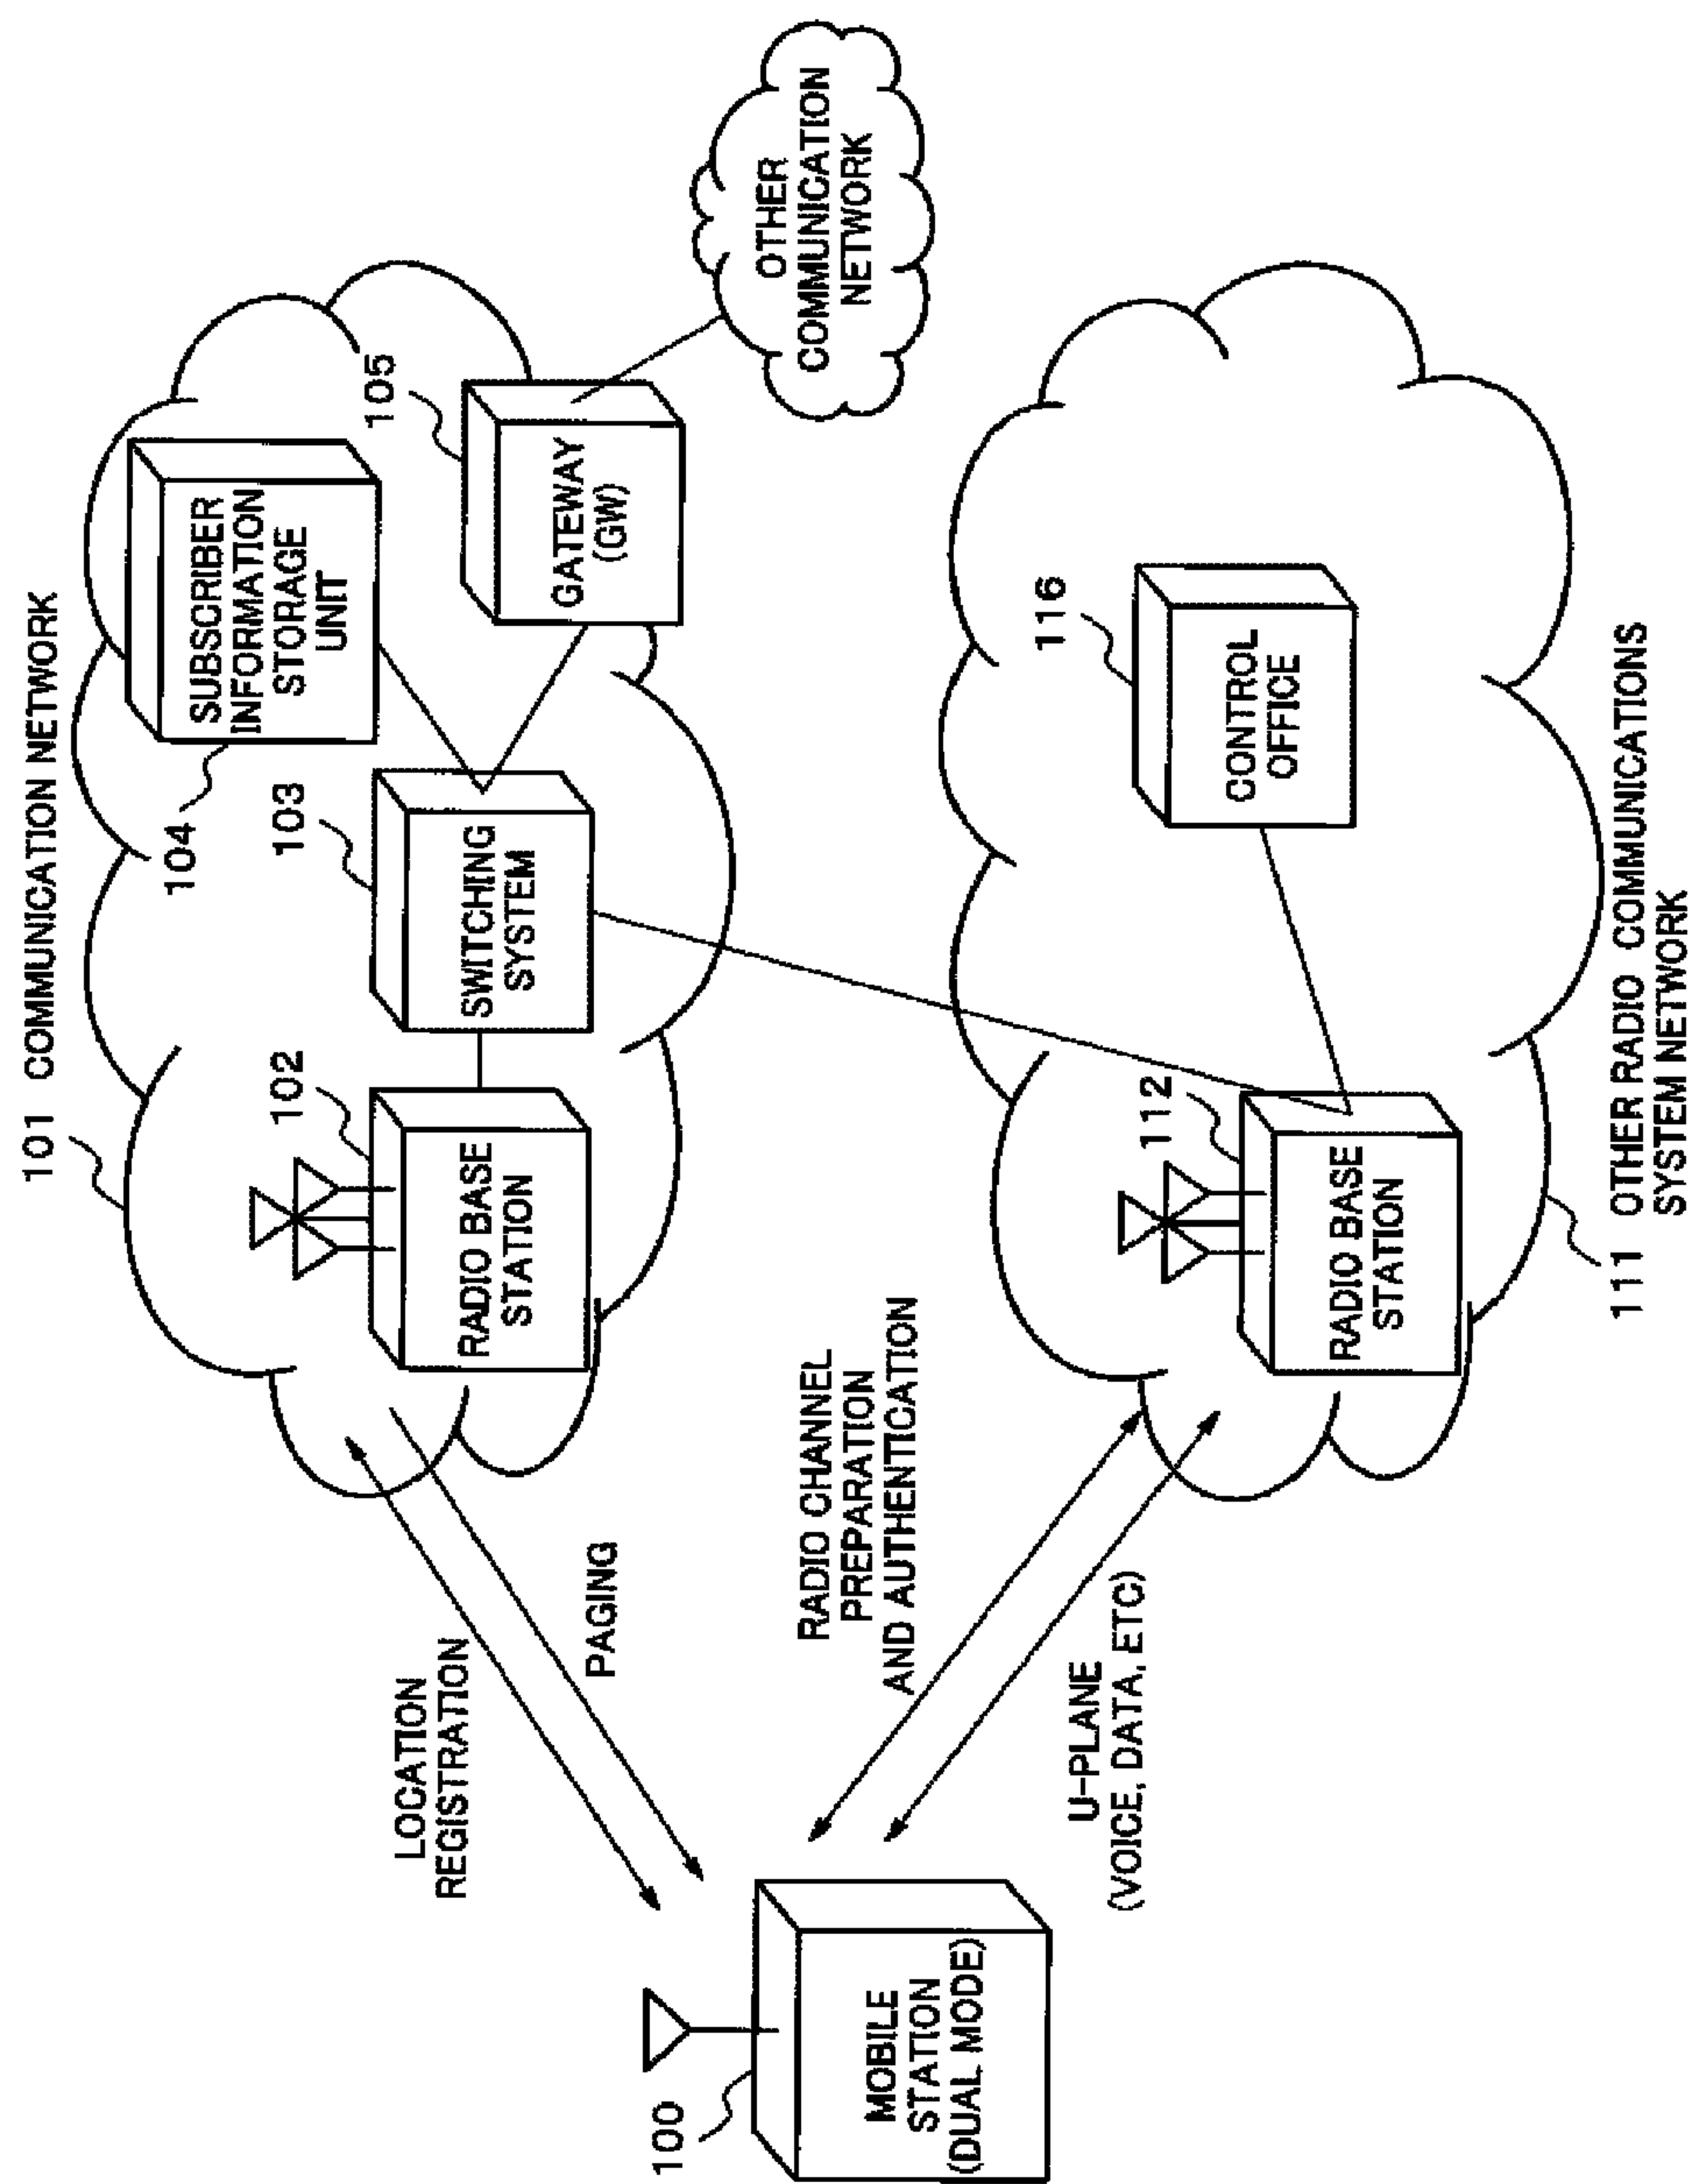 101 COMMUNICATION NETWORK
104
SUBSCRIBER
INFORMATION
STORAGE
UNIT
103
SWITCHING
SYSTEM
105
GATEWAY
(GW)
102
RADIO BASE
STATION
OTHER
COMMUNICATION
NETWORK
LOCATION
REGISTRATION
PAGING
RADIO CHANNEL
PREPARATION
AND AUTHENTICATION
U-PLANE
(VOICE, DATA, ETC)
100
MOBILE
STATION
(DUAL MODE)
112
RADIO BASE
STATION
116
CONTROL
OFFICE
111 OTHER RADIO COMMUNICATIONS
SYSTEM NETWORK